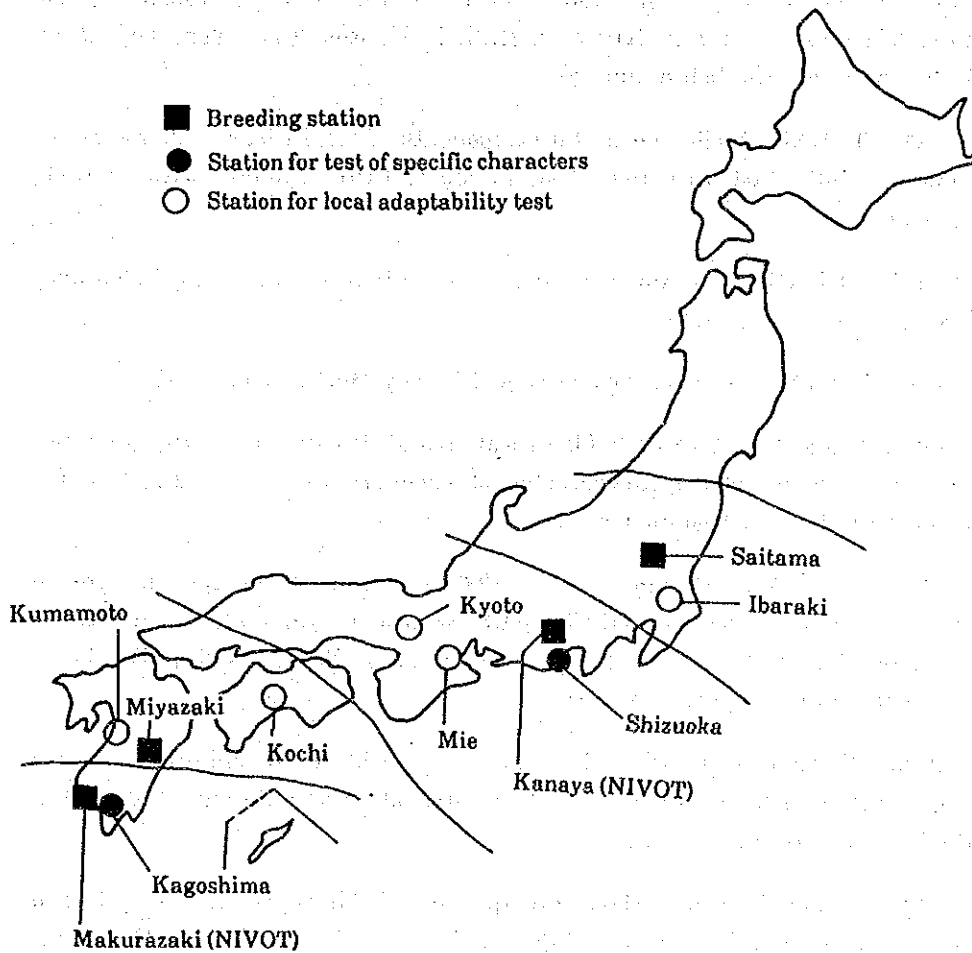 Breeding station
Station for test of specific characters
Station for local adaptability test
Saitama
Ibaraki
Kyoto
Kumamoto
Miyazaki
Kochi
Mie
Shizuoka
Kanaya (NIVOT)
Kagoshima
Makurazaki (NIVOT)